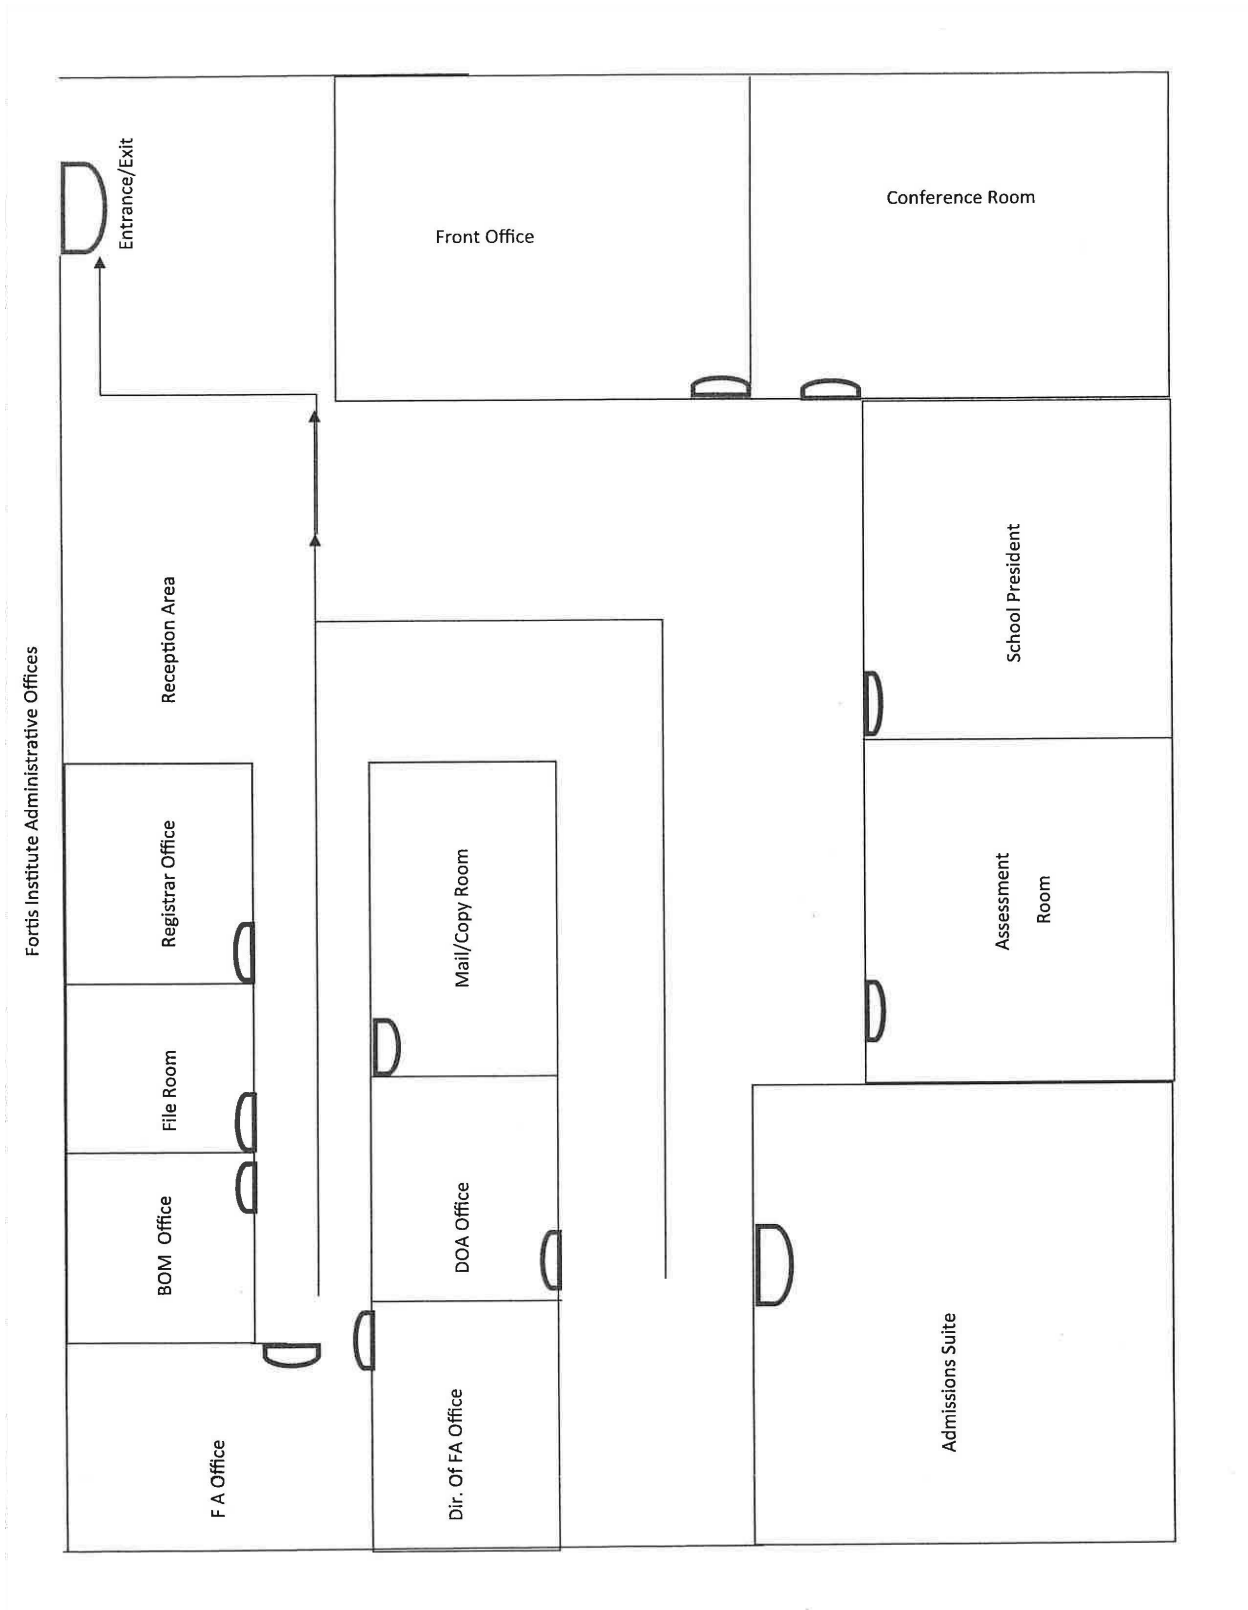 Fortis Institute Administrative Offices
Entrance/Exit
Front Office
Conference Room
Reception Area
School President
Registrar Office
Mail/Copy Room
Assessment
Room
File Room
BOM Office
DOA Office
F A Office
Dir. Of FA Office
Admissions Suite